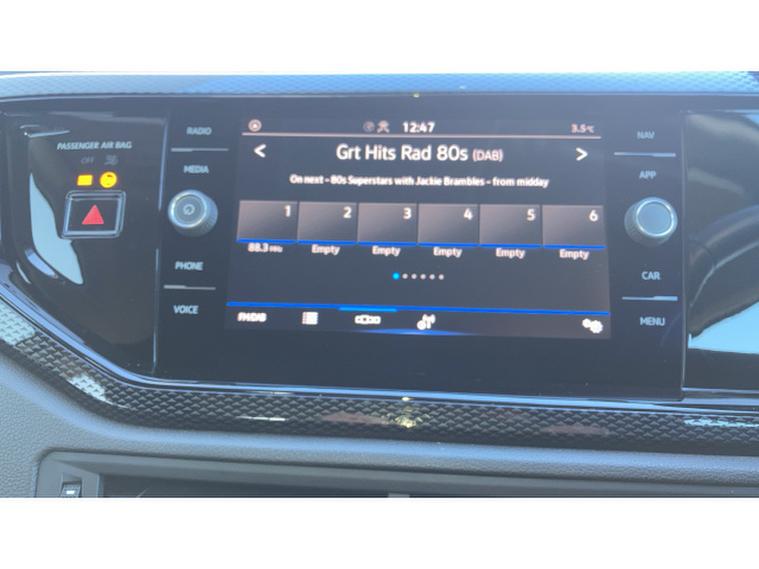 PASSENGER AIR BAG
OFF
RADIO
MEDIA
PHONE
VOICE
12:47
3.5°C
< Grt Hits Rad 80s (DAB) >
On next - 80s Superstars with Jackie Brambles - from midday
1 2 3 4 5 6
88.3 MHz Empty Empty Empty Empty Empty
FM/DAB
NAV
APP
CAR
MENU